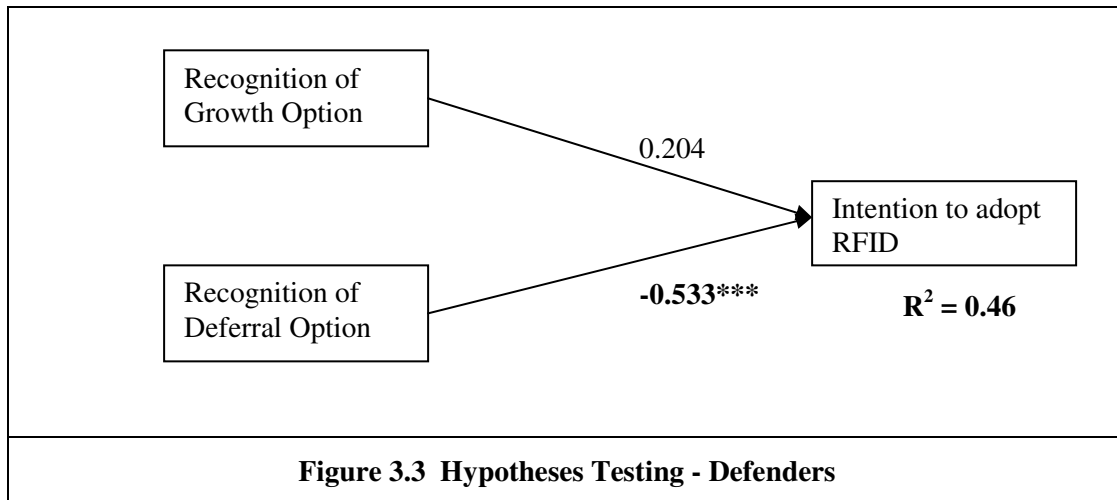 Recognition of
Growth Option
0.204
Intention to adopt
RFID
Recognition of
Deferral Option
-0.533***
R² = 0.46
Figure 3.3 Hypotheses Testing - Defenders